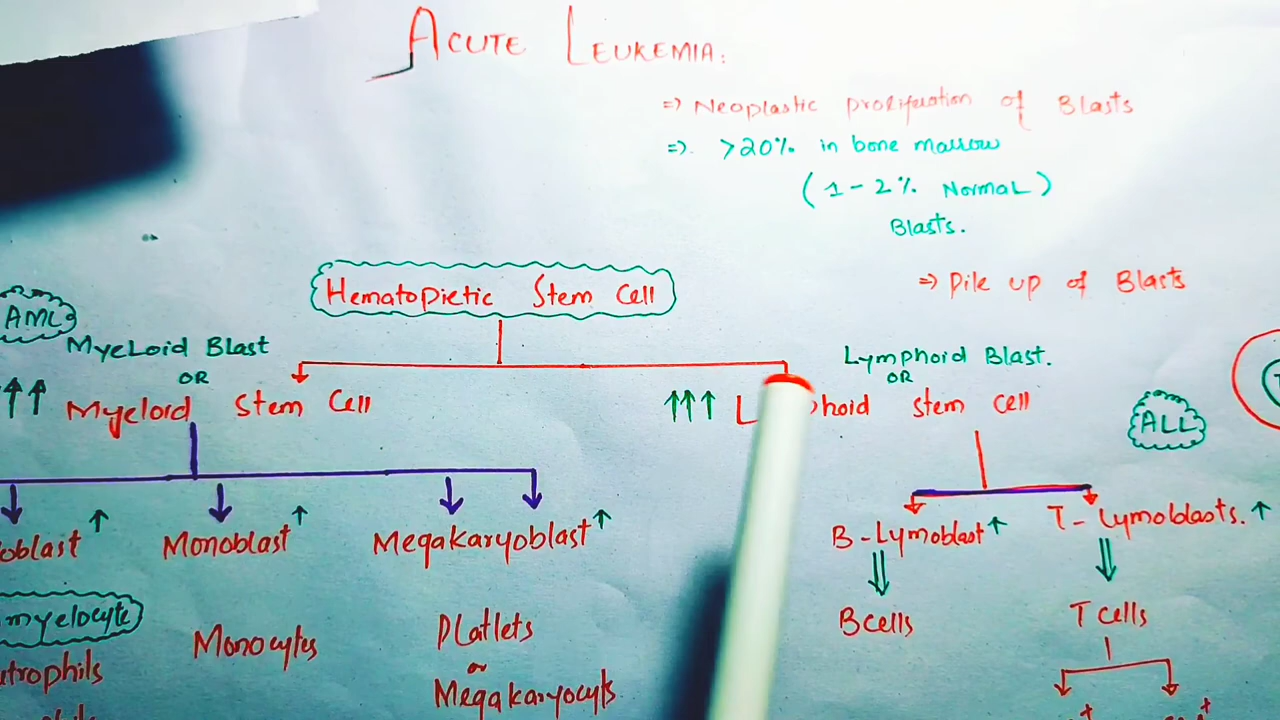 ACUTE LEUKEMIA:
=> Neoplastic proliferation of Blasts
=> >20% in bone marrow
(1-2% Normal)
Blasts.
=> Pile up of Blasts
Hematopietic Stem Cell
AML
Myeloid Blast
OR
↑↑ Myeloid Stem Cell
Lymphoid Blast.
OR
↑↑↑ L hoid stem cell
ALL
oblast ↑
Monoblast ↑
Megakaryoblast ↑
B-Lymoblast ↑
T-Lymoblasts. ↑
myelocyte
Monocytes
Platlets
or
Megakaryocyts
B cells
T cells
trophils